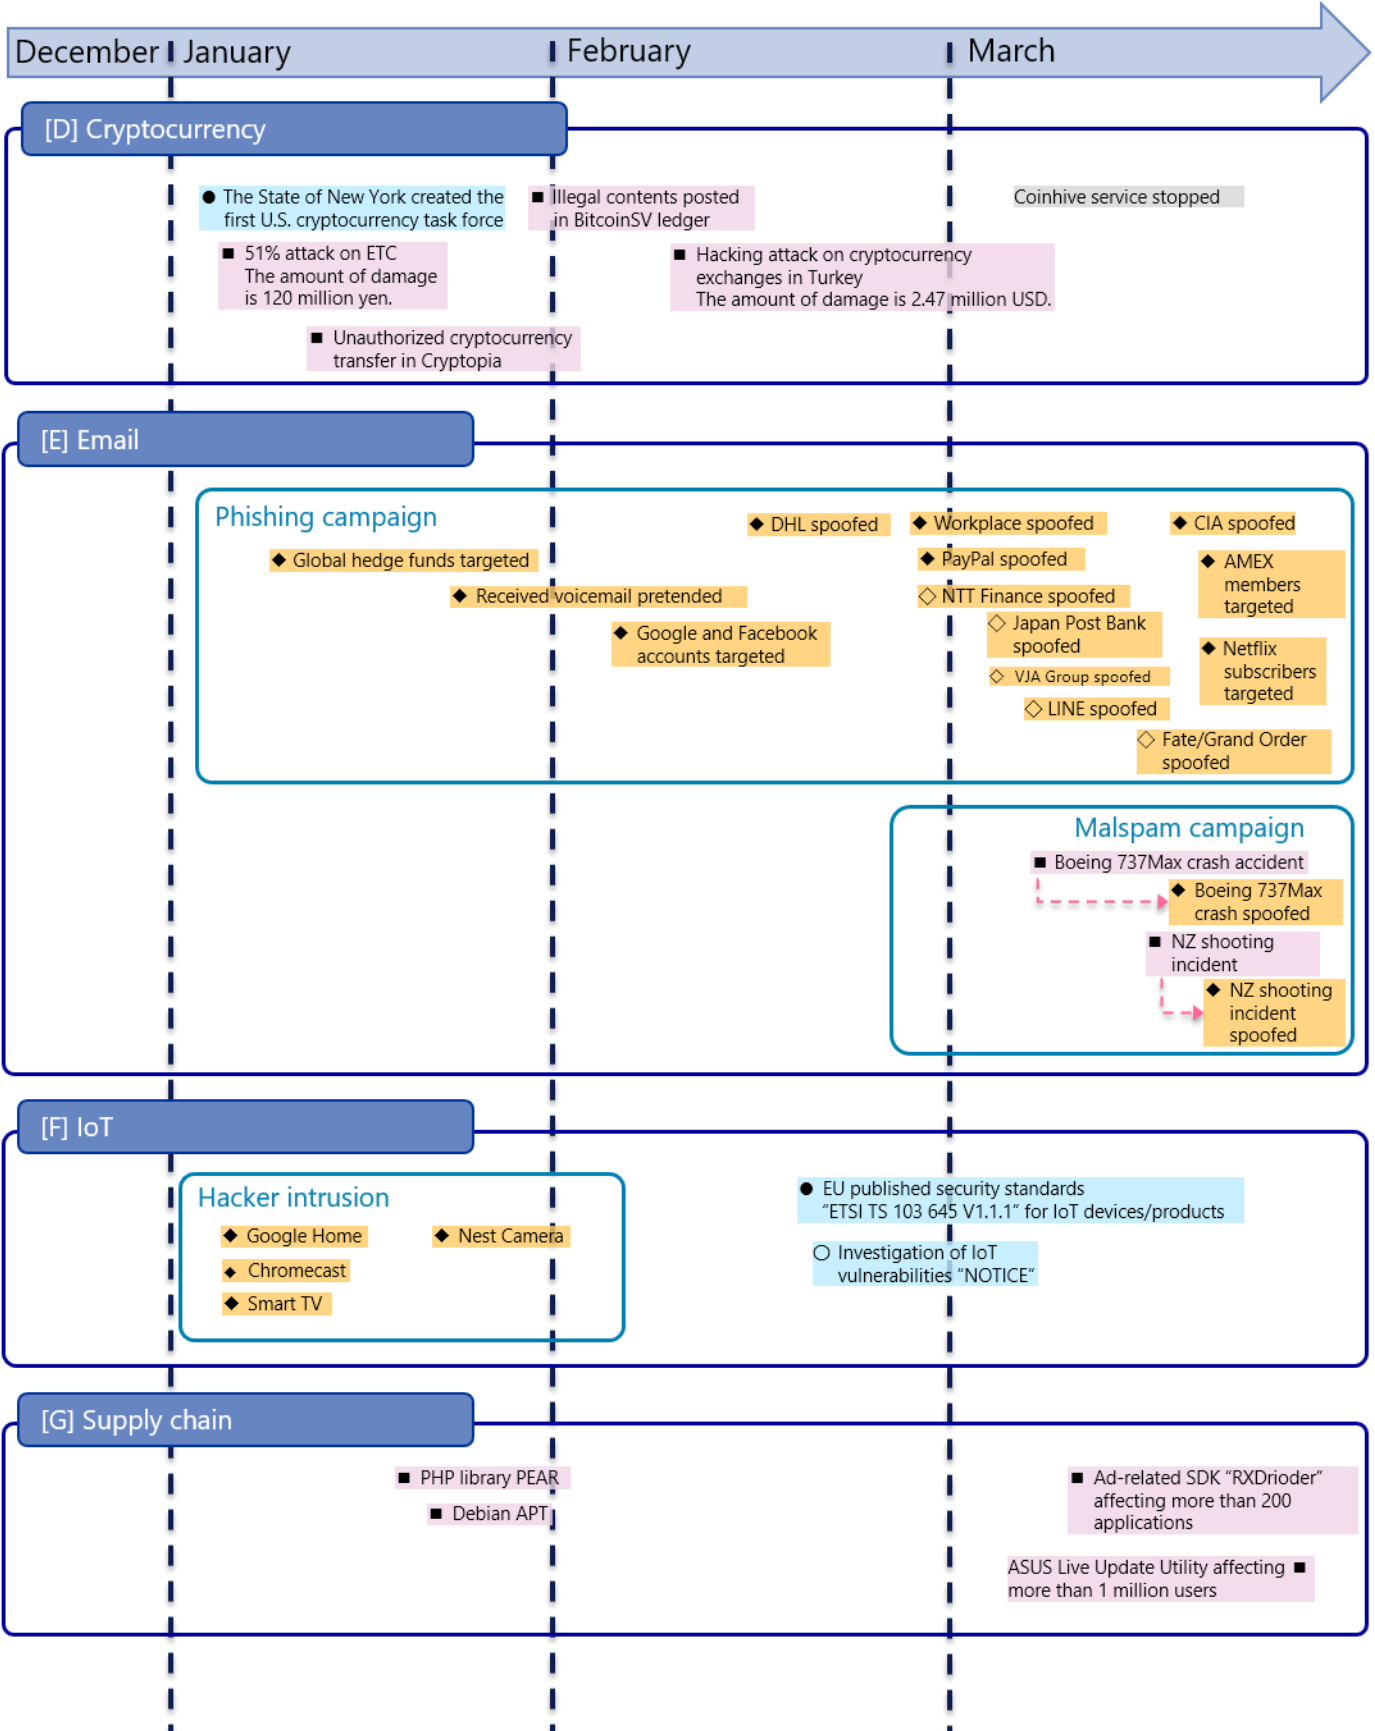 December
January
February
March
[D] Cryptocurrency
● The State of New York created the
first U.S. cryptocurrency task force
■ Illegal contents posted
in BitcoinSV ledger
Coinhive service stopped
■ 51% attack on ETC
The amount of damage
is 120 million yen.
■ Hacking attack on cryptocurrency
exchanges in Turkey
The amount of damage is 2.47 million USD.
■ Unauthorized cryptocurrency
transfer in Cryptopia
[E] Email
Phishing campaign
◆ Global hedge funds targeted
◆ Received voicemail pretended
◆ Google and Facebook
accounts targeted
◆ DHL spoofed
◆ Workplace spoofed
◆ PayPal spoofed
◇ NTT Finance spoofed
◇ Japan Post Bank
spoofed
◇ VJA Group spoofed
◇ LINE spoofed
◇ Fate/Grand Order
spoofed
◆ CIA spoofed
◆ AMEX
members
targeted
◆ Netflix
subscribers
targeted
Malspam campaign
■ Boeing 737Max crash accident
◆ Boeing 737Max
crash spoofed
■ NZ shooting
incident
◆ NZ shooting
incident
spoofed
[F] IoT
Hacker intrusion
◆ Google Home
◆ Chromecast
◆ Smart TV
◆ Nest Camera
● EU published security standards
“ETSI TS 103 645 V1.1.1” for IoT devices/products
○ Investigation of IoT
vulnerabilities “NOTICE”
[G] Supply chain
■ PHP library PEAR
■ Debian APT
■ Ad-related SDK “RXDrioder”
affecting more than 200
applications
ASUS Live Update Utility affecting ■
more than 1 million users